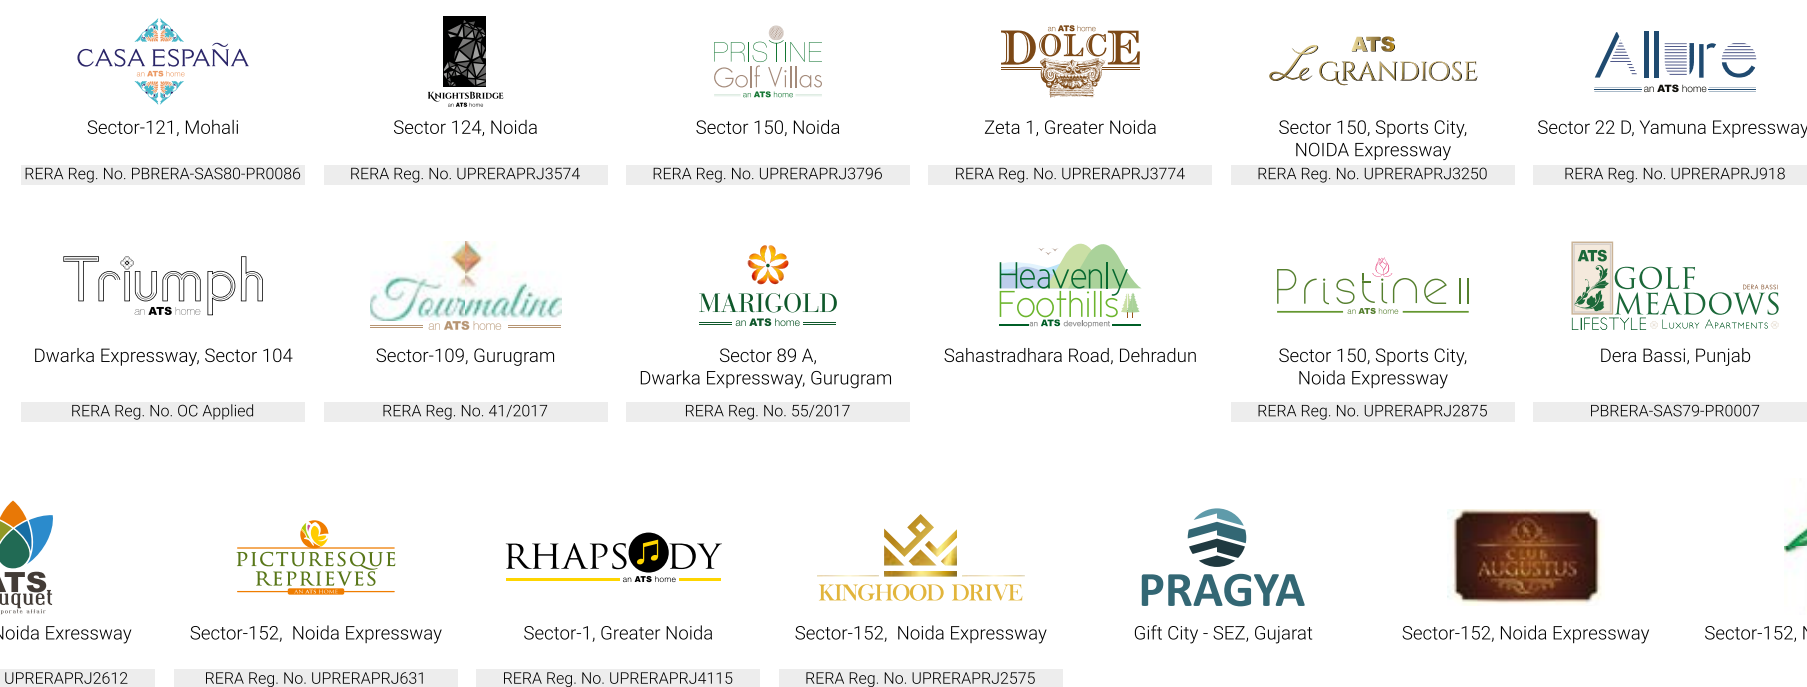 CASA ESPAÑA
an ATS home
Sector-121, Mohali
RERA Reg. No. PBRERA-SAS80-PR0086
KNIGHTSBRIDGE
an ATS home
Sector 124, Noida
RERA Reg. No. UPRERAPRJ3574
PRISTINE
Golf Villas
an ATS home
Sector 150, Noida
RERA Reg. No. UPRERAPRJ3796
an ATS home
DOLCE
Zeta 1, Greater Noida
RERA Reg. No. UPRERAPRJ3774
ATS
Le GRANDIOSE
Sector 150, Sports City,
NOIDA Expressway
RERA Reg. No. UPRERAPRJ3250
Allure
an ATS home
Sector 22 D, Yamuna Expressway
RERA Reg. No. UPRERAPRJ918
Triumph
an ATS home
Dwarka Expressway, Sector 104
RERA Reg. No. OC Applied
Tourmaline
an ATS home
Sector-109, Gurugram
RERA Reg. No. 41/2017
MARIGOLD
an ATS home
Sector 89 A,
Dwarka Expressway, Gurugram
RERA Reg. No. 55/2017
Heavenly
Foothills
an ATS development
Sahastradhara Road, Dehradun
Pristine II
an ATS home
Sector 150, Sports City,
Noida Expressway
RERA Reg. No. UPRERAPRJ2875
ATS
GOLF
DERA BASSI
MEADOWS
LIFESTYLE LUXURY APARTMENTS
Dera Bassi, Punjab
PBRERA-SAS79-PR0007
ATS
uquet
porate affair
Noida Exressway
UPRERAPRJ2612
PICTURESQUE
REPRIEVES
AN ATS HOME
Sector-152, Noida Expressway
RERA Reg. No. UPRERAPRJ631
RHAPSODY
an ATS home
Sector-1, Greater Noida
RERA Reg. No. UPRERAPRJ4115
KINGHOOD DRIVE
Sector-152, Noida Expressway
RERA Reg. No. UPRERAPRJ2575
PRAGYA
Gift City - SEZ, Gujarat
CLUB
AUGUSTUS
Sector-152, Noida Expressway
Sector-152,